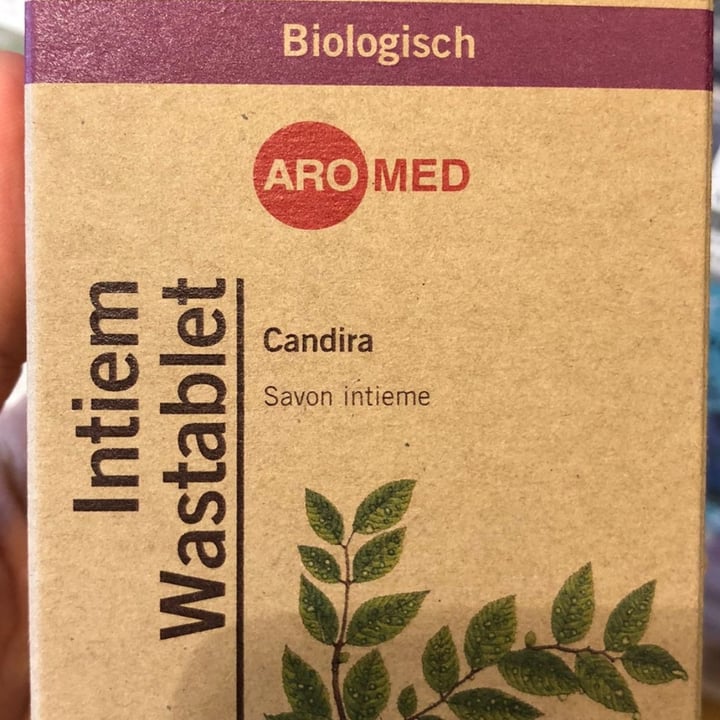 Biologisch
AROMED
Intiem
Wastablet
Candira
Savon intieme